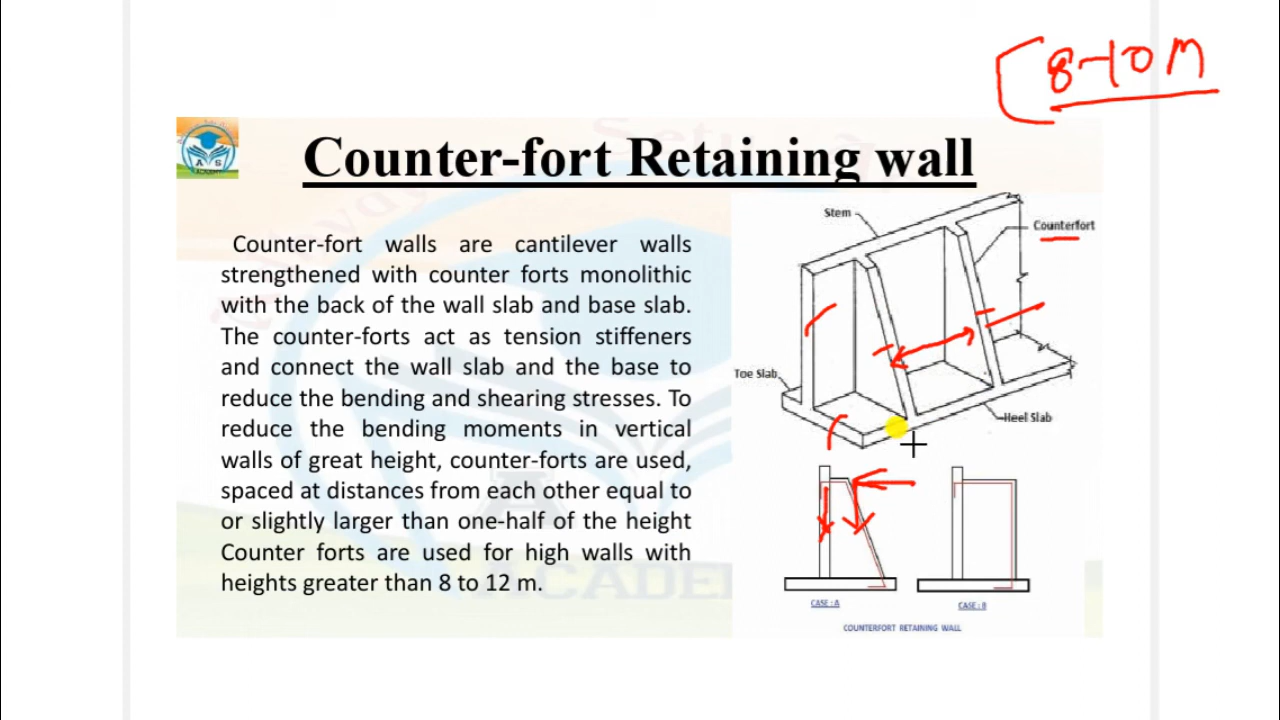 8-10 M
Counter-fort Retaining wall
Counter-fort walls are cantilever walls
strengthened with counter forts monolithic
with the back of the wall slab and base slab.
The counter-forts act as tension stiffeners
and connect the wall slab and the base to
reduce the bending and shearing stresses. To
reduce the bending moments in vertical
walls of great height, counter-forts are used,
spaced at distances from each other equal to
or slightly larger than one-half of the height
Counter forts are used for high walls with
heights greater than 8 to 12 m.
Stem
Counterfort
Toe Slab
Heel Slab
CASE : A
CASE : B
COUNTERFORT RETAINING WALL
A S
ACADEMY